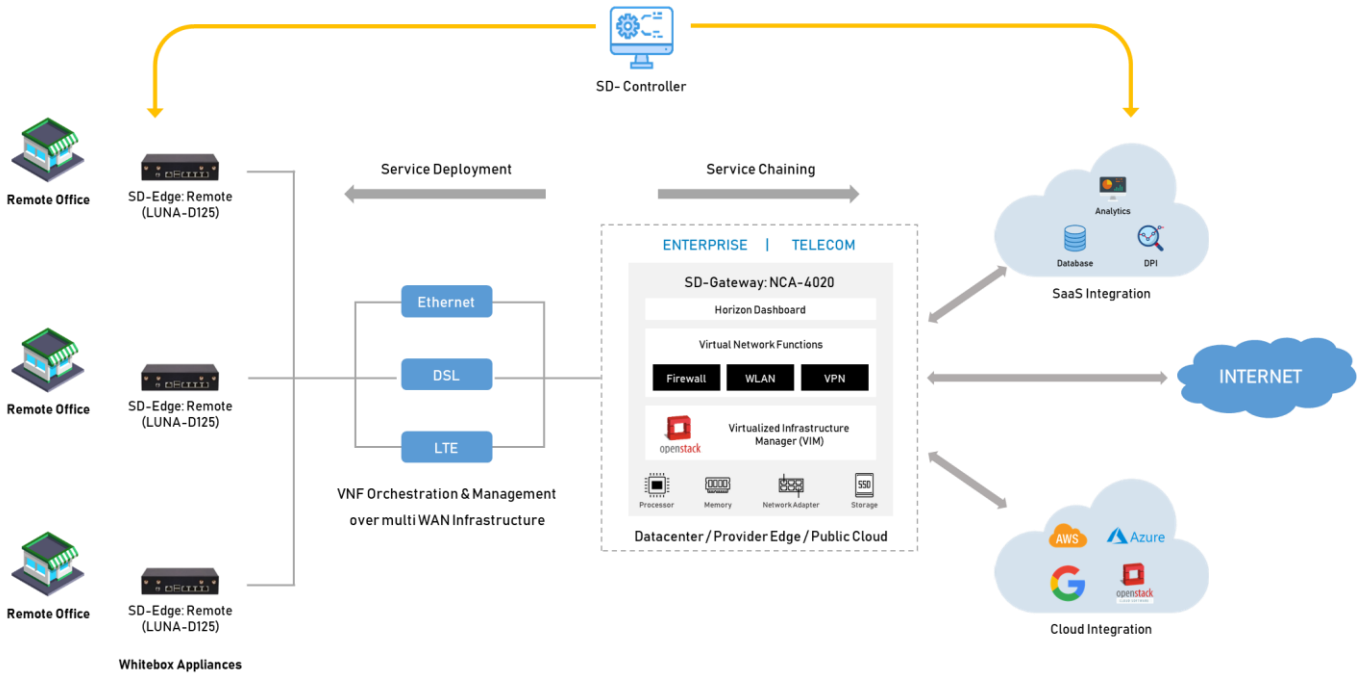 SD- Controller
Remote Office
SD-Edge: Remote
(LUNA-D125)
Service Deployment
Service Chaining
Analytics
Database
DPI
SaaS Integration
ENTERPRISE | TELECOM
SD-Gateway: NCA-4020
Horizon Dashboard
Virtual Network Functions
Firewall
WLAN
VPN
openstack
Virtualized Infrastructure
Manager (VIM)
Processor
Memory
Network Adapter
SSD
Storage
Datacenter / Provider Edge / Public Cloud
Ethernet
DSL
LTE
VNF Orchestration & Management
over multi WAN Infrastructure
Remote Office
SD-Edge: Remote
(LUNA-D125)
INTERNET
Remote Office
SD-Edge: Remote
(LUNA-D125)
Whitebox Appliances
AWS
Azure
G
openstack
CLOUD SOFTWARE
Cloud Integration